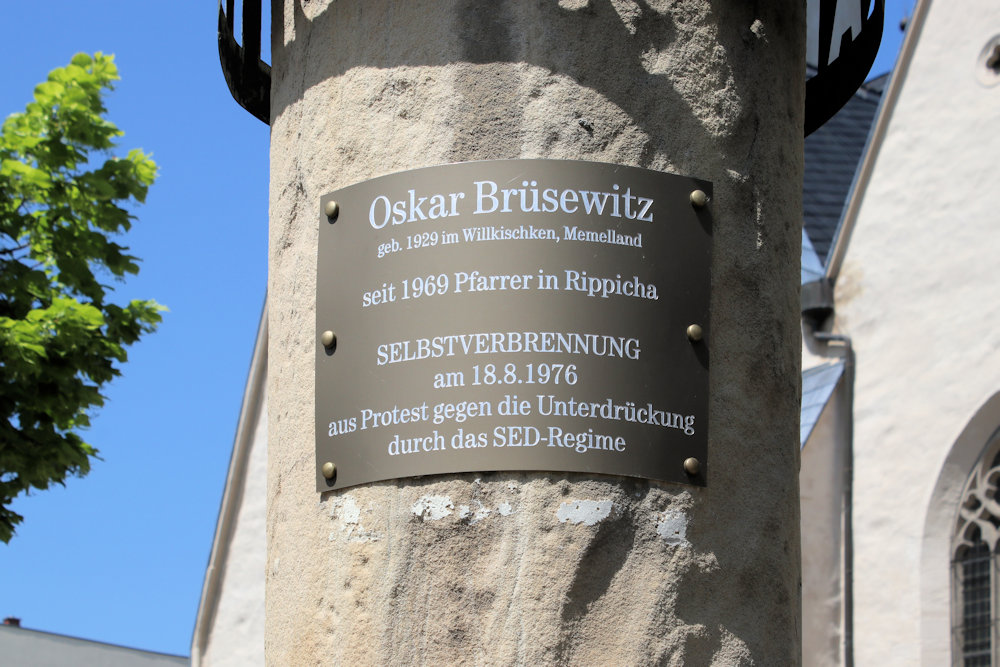 Oskar Brüsewitz
geb. 1929 im Willkischken, Memelland
seit 1969 Pfarrer in Rippicha
SELBSTVERBRENNUNG
am 18.8.1976
aus Protest gegen die Unterdrückung
durch das SED-Regime